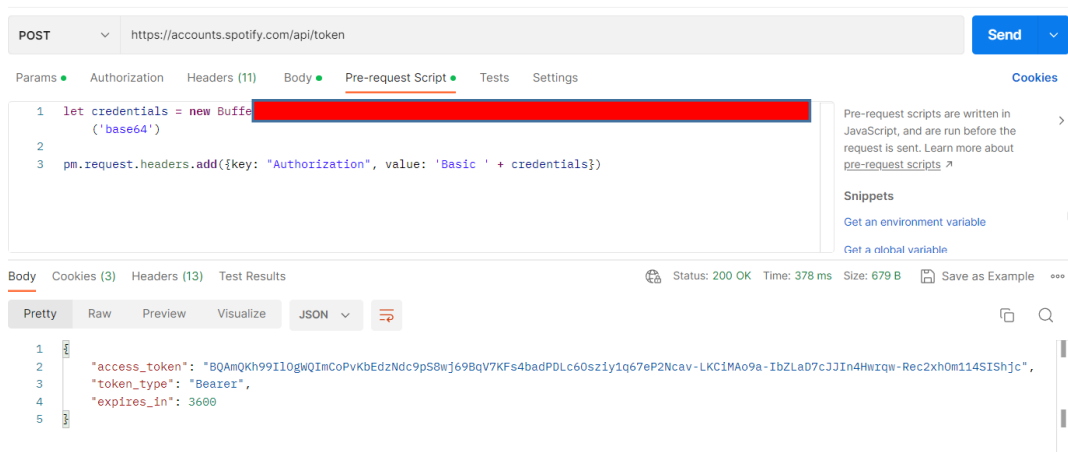 POST https://accounts.spotify.com/api/token Send
Params Authorization Headers (11) Body Pre-request Script Tests Settings Cookies
1 let credentials = new Buffe
('base64')
2
3 pm.request.headers.add({key: "Authorization", value: 'Basic ' + credentials})
Pre-request scripts are written in
JavaScript, and are run before the
request is sent. Learn more about
pre-request scripts ↗
Snippets
Get an environment variable
Get a global variable
Body Cookies (3) Headers (13) Test Results Status: 200 OK Time: 378 ms Size: 679 B Save as Example
Pretty Raw Preview Visualize JSON
1 {
2 "access_token": "BQAmQKh99IlOgWQImCoPvKbEdzNdc9pS8wj69BqV7KFs4badPDLc6Osziy1q67eP2Ncav-LKCiMAo9a-IbZLaD7cJJIn4Hwrqw-Rec2xhOm114SIShjc",
3 "token_type": "Bearer",
4 "expires_in": 3600
5 }